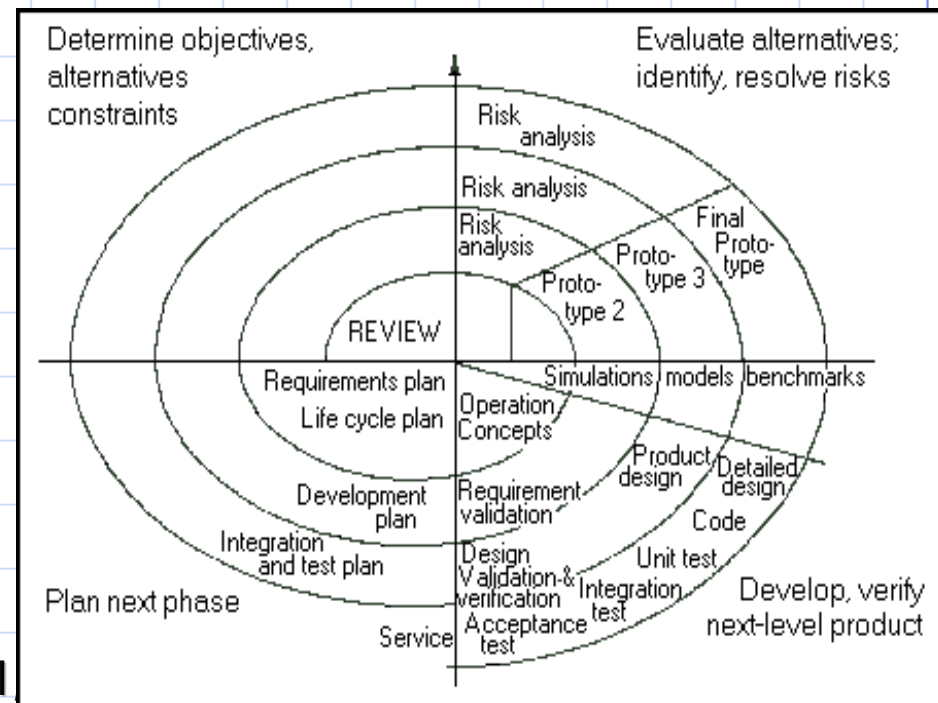 Determine objectives,
alternatives
constraints
Evaluate alternatives;
identify, resolve risks
Risk
analysis
Risk analysis
Risk
analysis
Final
Proto-
type
Proto-
type 3
Proto-
type 2
REVIEW
Requirements plan
Life cycle plan
Simulations models benchmarks
Operation
Concepts
Product
design
Detailed
design
Development
plan
Requirement
validation
Code
Integration
and test plan
Design
Validation-&
verification
Unit test
Integration
test
Acceptance
test
Service
Plan next phase
Develop, verify
next-level product